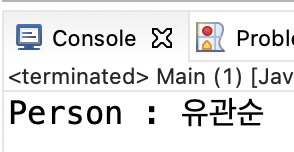 Console Proble
<terminated> Main (1) [Jav
Person : 유관순